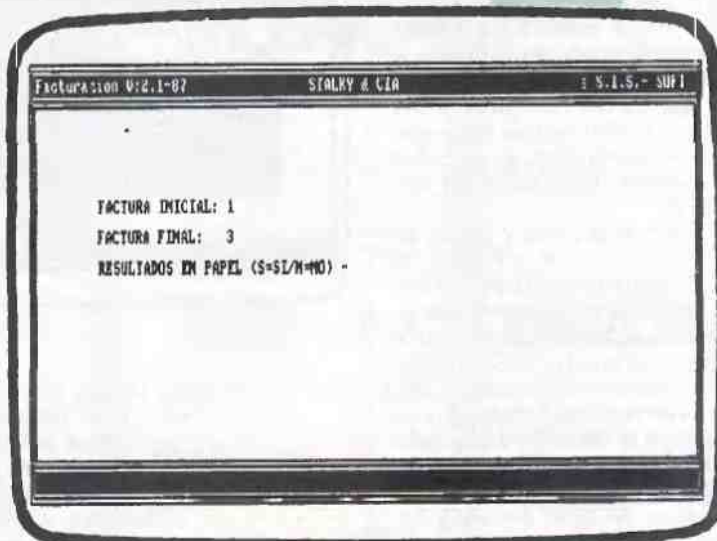 Facturacion V:2.1-87 STALKY & CIA : S.I.S.- SUFI
FACTURA INICIAL: 1
FACTURA FINAL: 3
RESULTADOS EN PAPEL (S=SI/N=NO) -